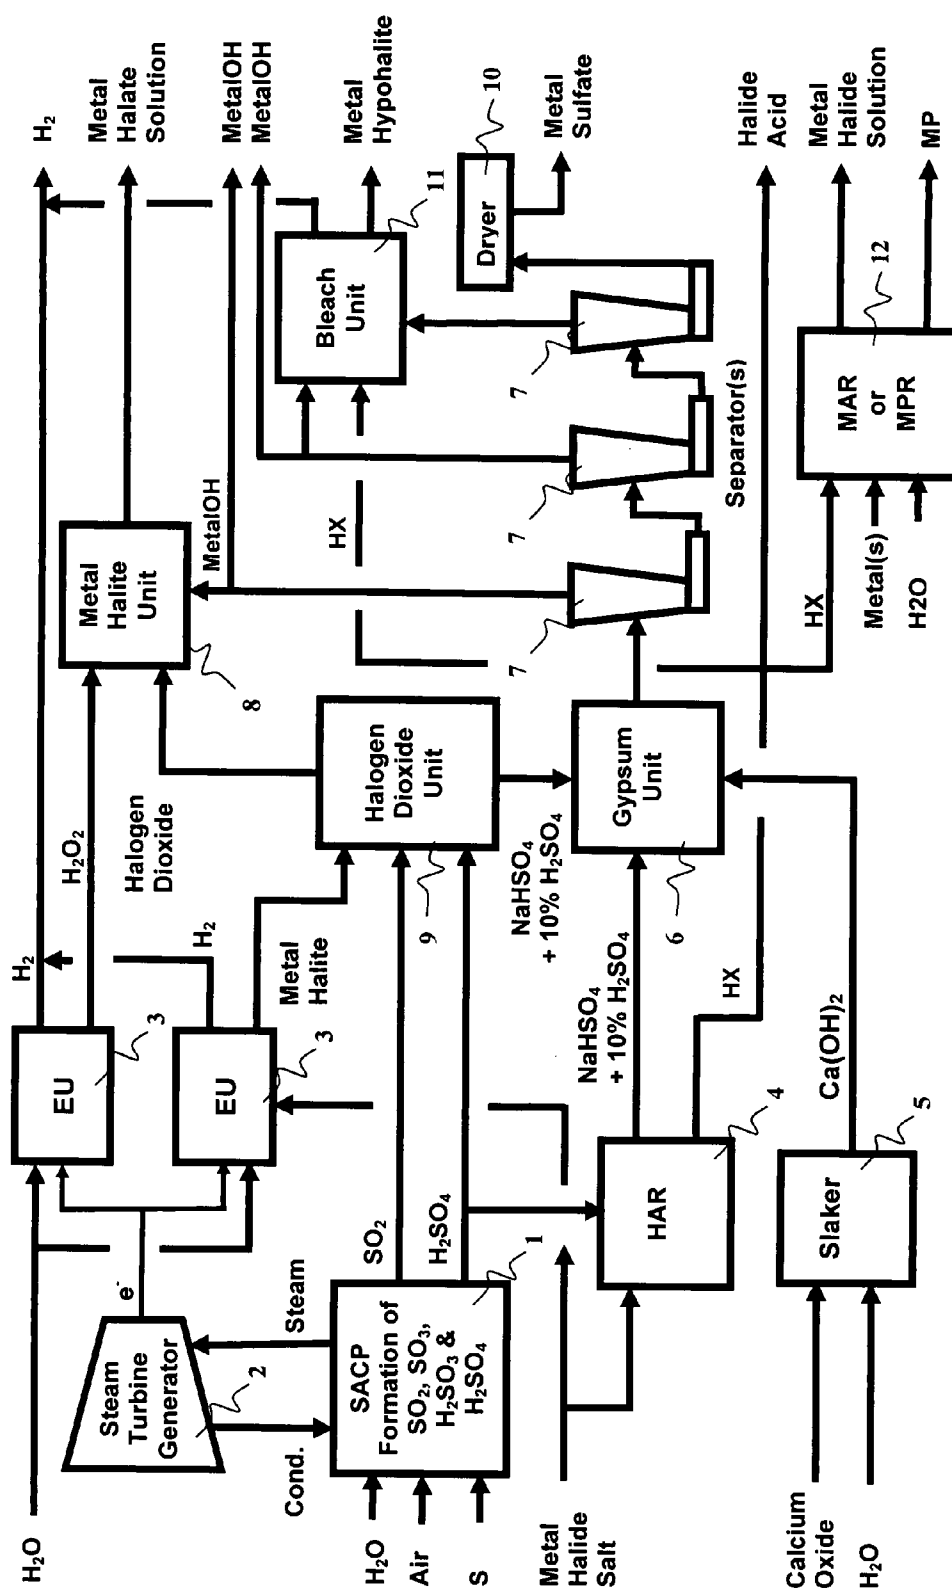 H2O
Steam
Turbine
Generator
2
Cond.
Steam
e-
H2O
Air
S
SACP
Formation of
SO2, SO3,
H2SO3 &
H2SO4
1
Metal
Halide
Salt
Calcium
Oxide
H2O
Slaker
5
Ca(OH)2
HAR
4
HX
NaHSO4
+ 10% H2SO4
SO2
H2SO4
EU
3
EU
3
H2
H2O2
H2
Metal
Halite
Halogen
Dioxide
Halogen
Dioxide
Unit
9
NaHSO4
+ 10% H2SO4
Gypsum
Unit
6
Metal
Halite
Unit
8
MetalOH
HX
7
7
7
Separator(s)
Bleach
Unit
11
Dryer
10
HX
Metal(s)
H2O
MAR
or
MPR
12
H2
Metal
Halate
Solution
MetalOH
MetalOH
Metal
Hypohalite
Metal
Sulfate
Halide
Acid
Metal
Halide
Solution
MP